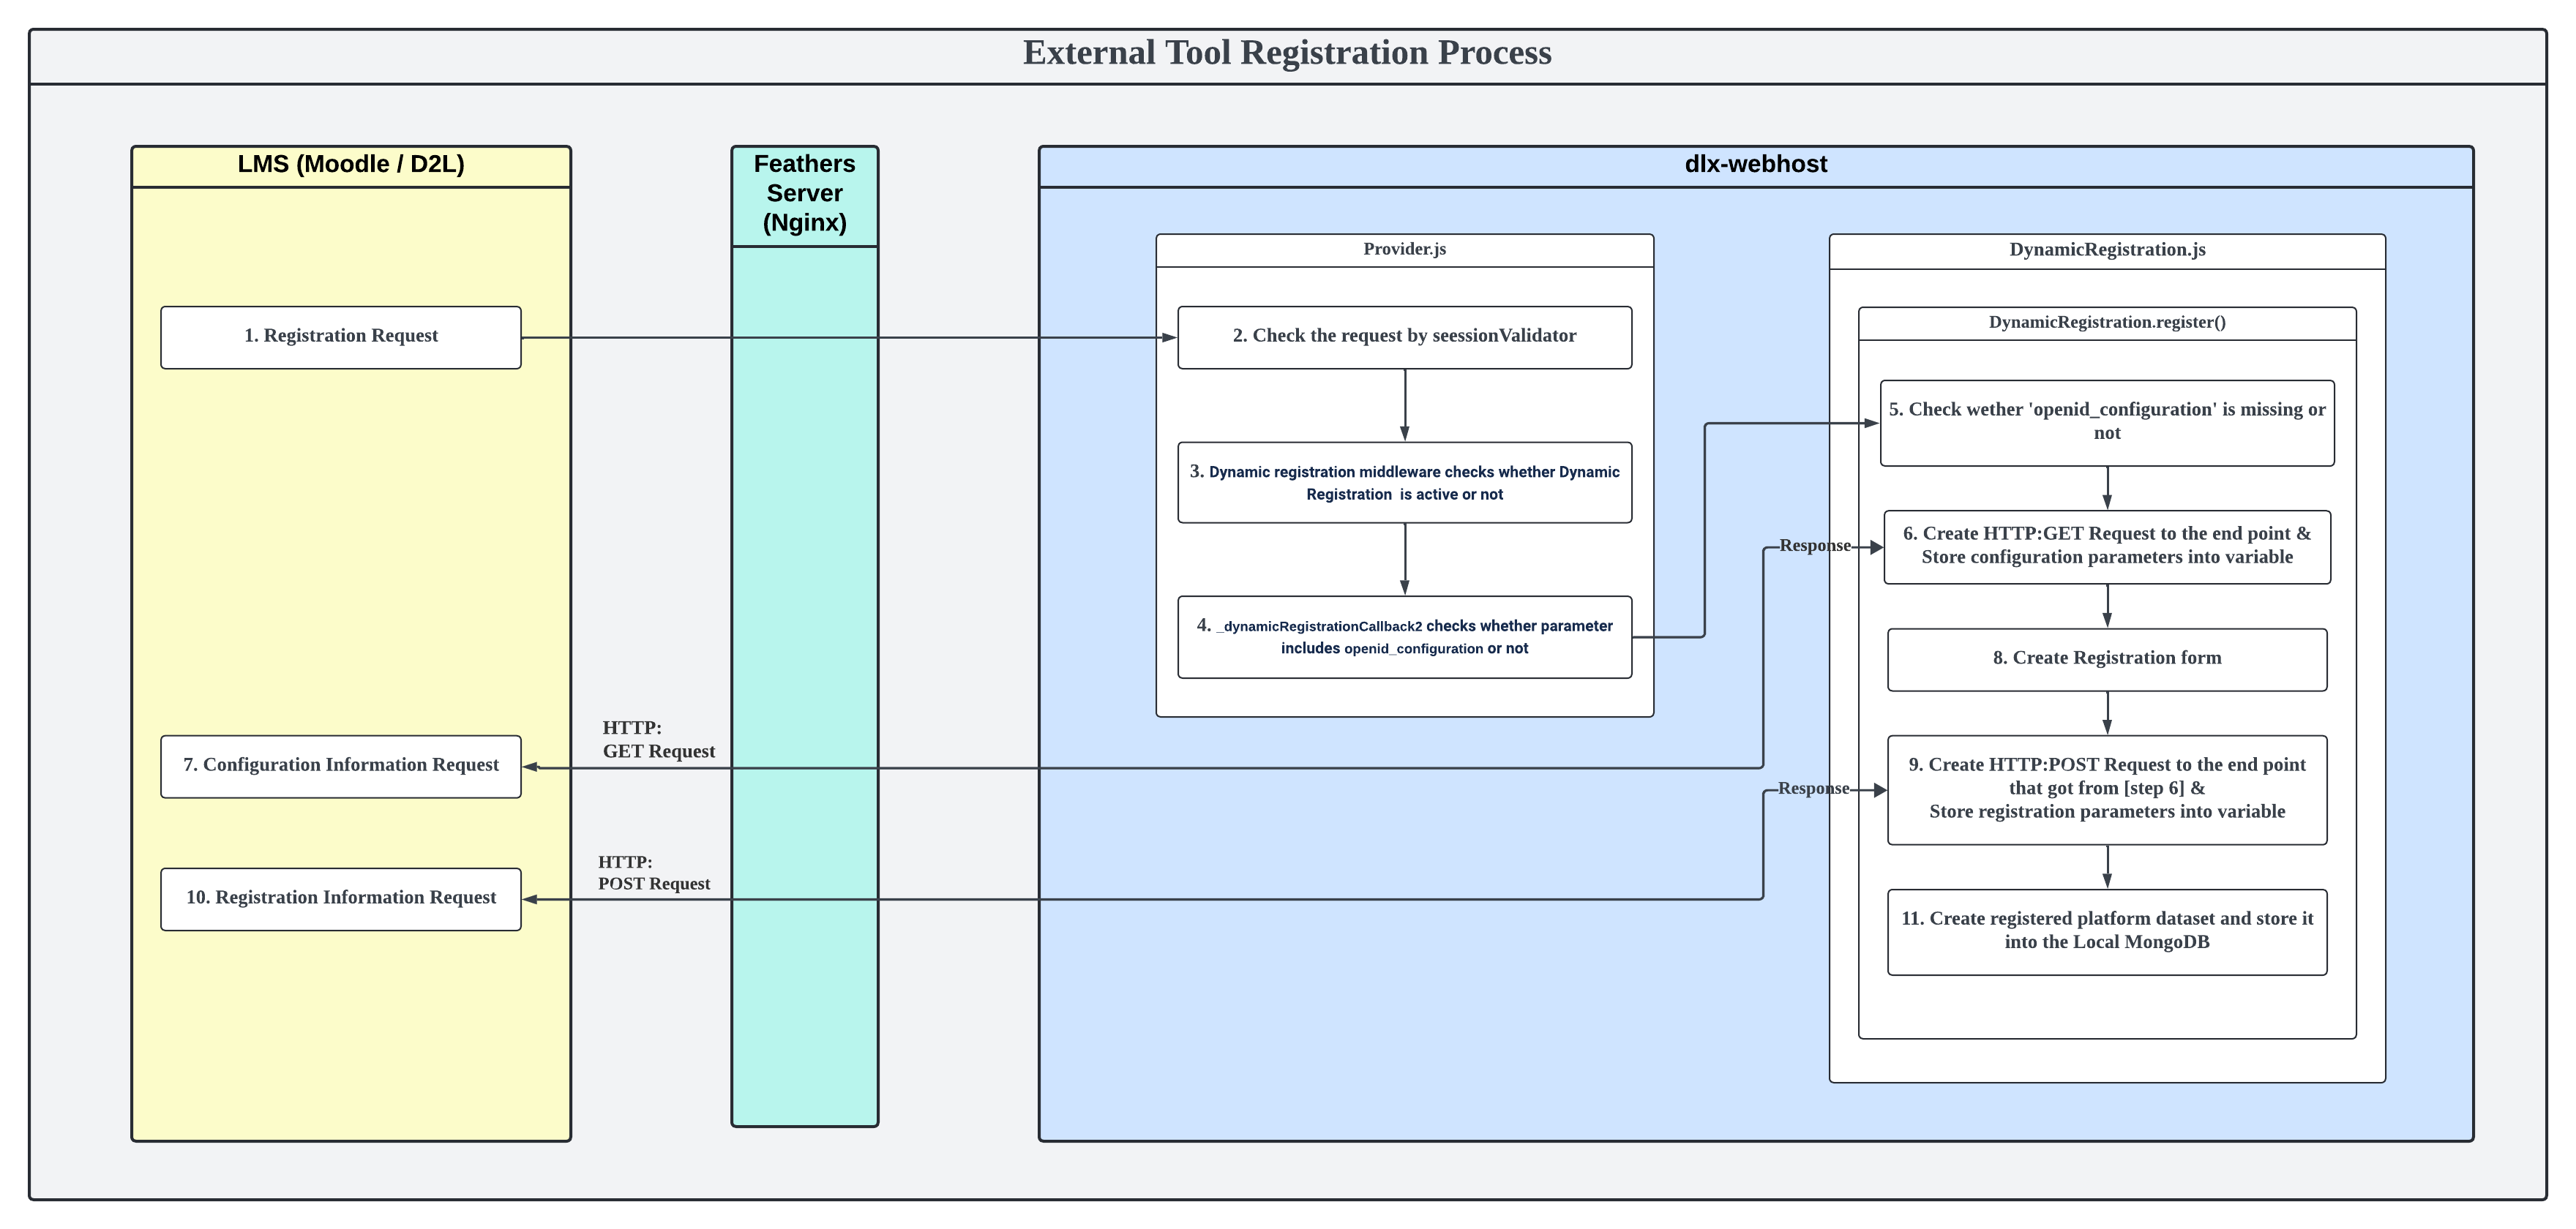 External Tool Registration Process
LMS (Moodle / D2L)
Feathers
Server
(Nginx)
dlx-webhost
Provider.js
DynamicRegistration.js
DynamicRegistration.register()
1. Registration Request
2. Check the request by seessionValidator
3. Dynamic registration middleware checks whether Dynamic
Registration is active or not
4. _dynamicRegistrationCallback2 checks whether parameter
includes openid_configuration or not
5. Check wether 'openid_configuration' is missing or
not
Response
6. Create HTTP:GET Request to the end point &
Store configuration parameters into variable
HTTP:
GET Request
7. Configuration Information Request
8. Create Registration form
Response
9. Create HTTP:POST Request to the end point
that got from [step 6] &
Store registration parameters into variable
HTTP:
POST Request
10. Registration Information Request
11. Create registered platform dataset and store it
into the Local MongoDB